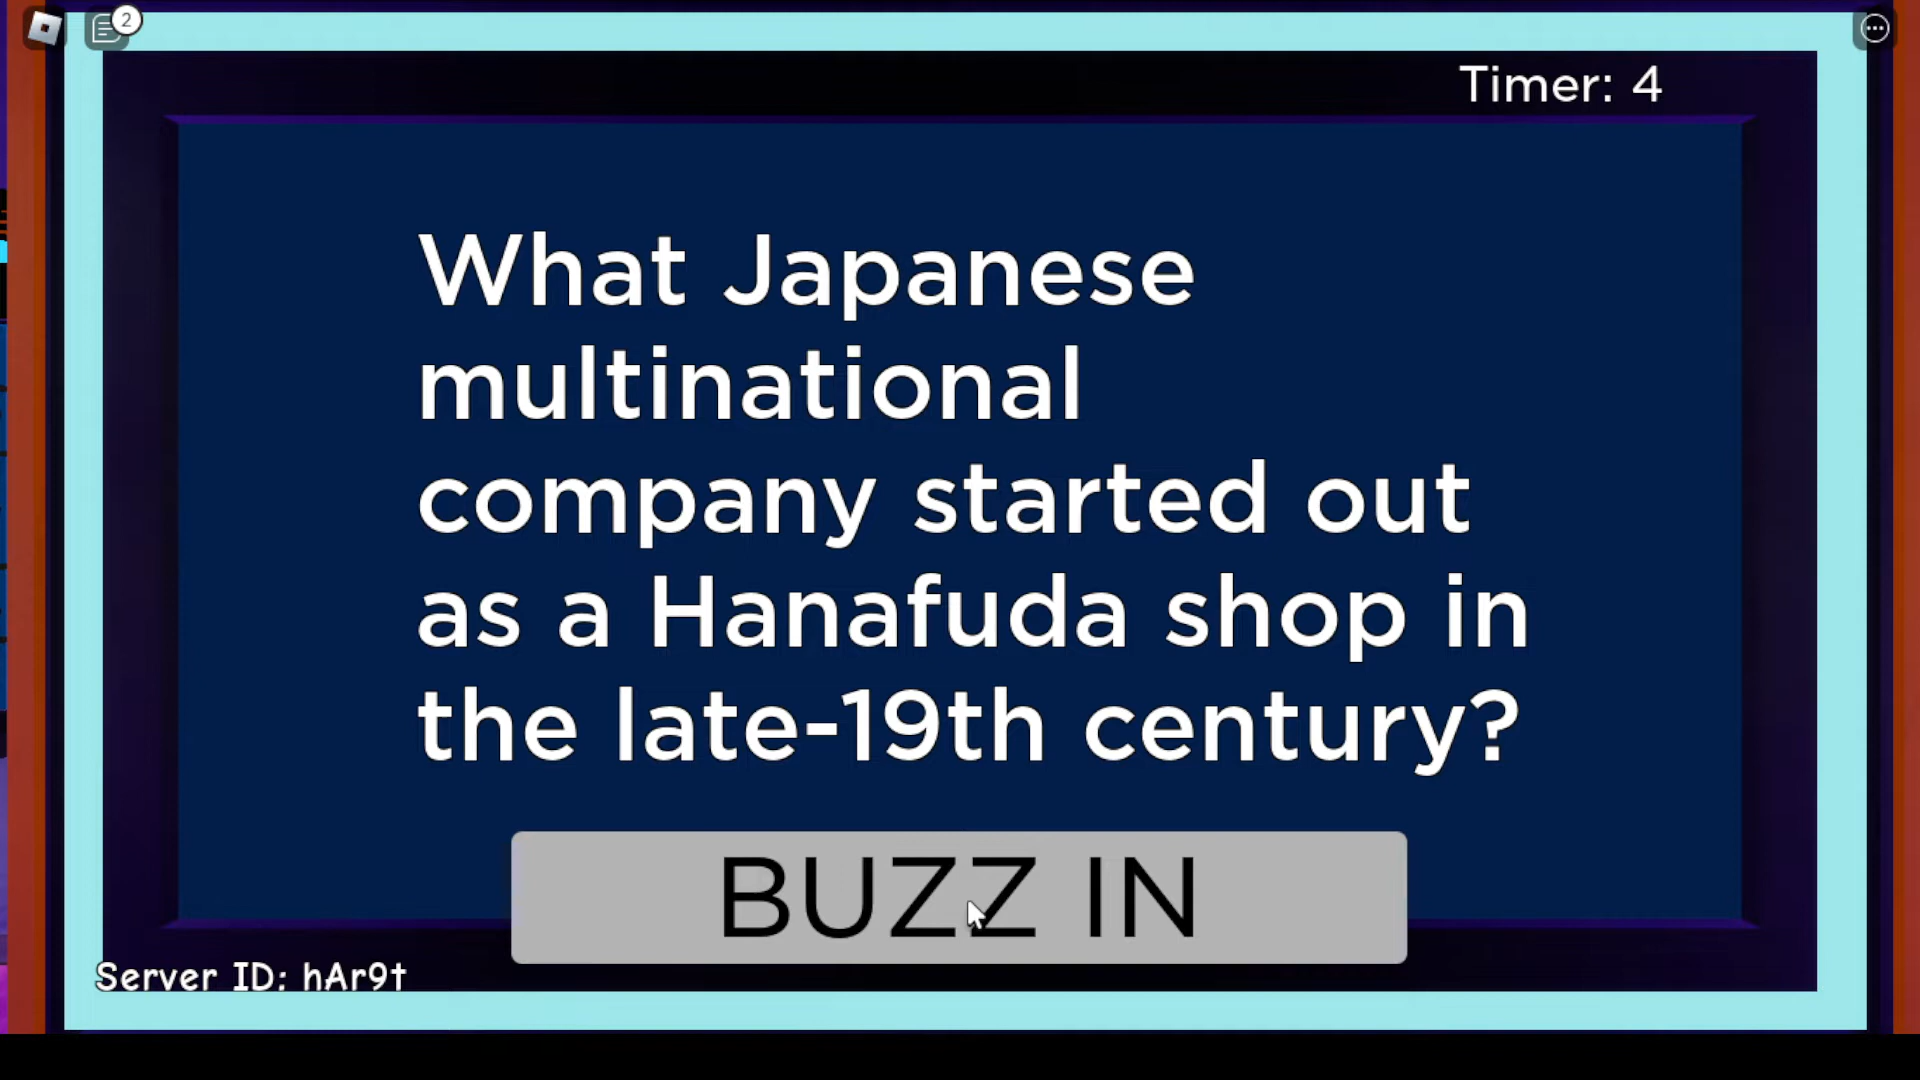 2
Timer: 4
What Japanese
multinational
company started out
as a Hanafuda shop in
the late-19th century?
BUZZ IN
Server ID: hAr9t